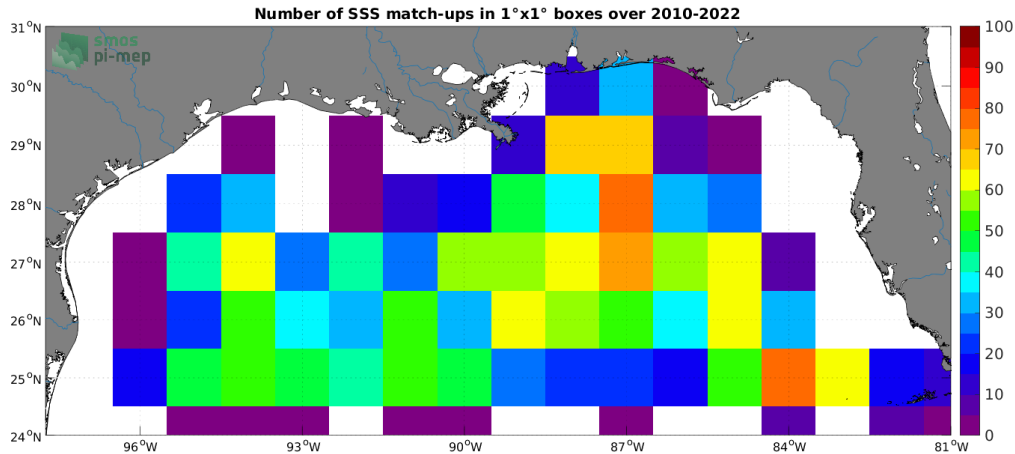 Number of SSS match-ups in 1°x1° boxes over 2010-2022
smos
pi-mep
31°N
30°N
29°N
28°N
27°N
26°N
25°N
24°N
96°W
93°W
90°W
87°W
84°W
81°W
100
90
80
70
60
50
40
30
20
10
0